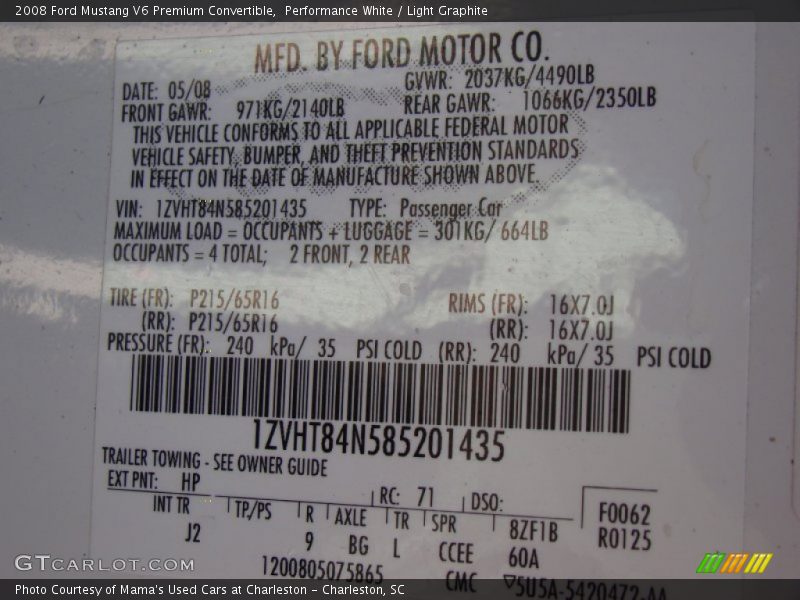 2008 Ford Mustang V6 Premium Convertible, Performance White / Light Graphite
MFD. BY FORD MOTOR CO.
DATE: 05/08 GVWR: 2037KG/4490LB
FRONT GAWR: 971KG/2140LB REAR GAWR: 1066KG/2350LB
THIS VEHICLE CONFORMS TO ALL APPLICABLE FEDERAL MOTOR
VEHICLE SAFETY, BUMPER, AND THEFT PREVENTION STANDARDS
IN EFFECT ON THE DATE OF MANUFACTURE SHOWN ABOVE.
VIN: 1ZVHT84N585201435 TYPE: Passenger Car
MAXIMUM LOAD = OCCUPANTS + LUGGAGE = 301KG/ 664LB
OCCUPANTS = 4 TOTAL; 2 FRONT, 2 REAR
TIRE (FR): P215/65R16 RIMS (FR): 16X7.0J
(RR): P215/65R16 (RR): 16X7.0J
PRESSURE (FR): 240 kPa/ 35 PSI COLD (RR): 240 kPa/ 35 PSI COLD
1ZVHT84N585201435
TRAILER TOWING - SEE OWNER GUIDE
EXT PNT: HP RC: 71 DSO:
INT TR TP/PS R AXLE TR SPR 8ZF1B F0062
J2 9 BG L CCEE 60A R0125
1200805075865 CMC ▽5U5A-5420472-AA
GTCARLOT.COM
Photo Courtesy of Mama's Used Cars at Charleston – Charleston, SC